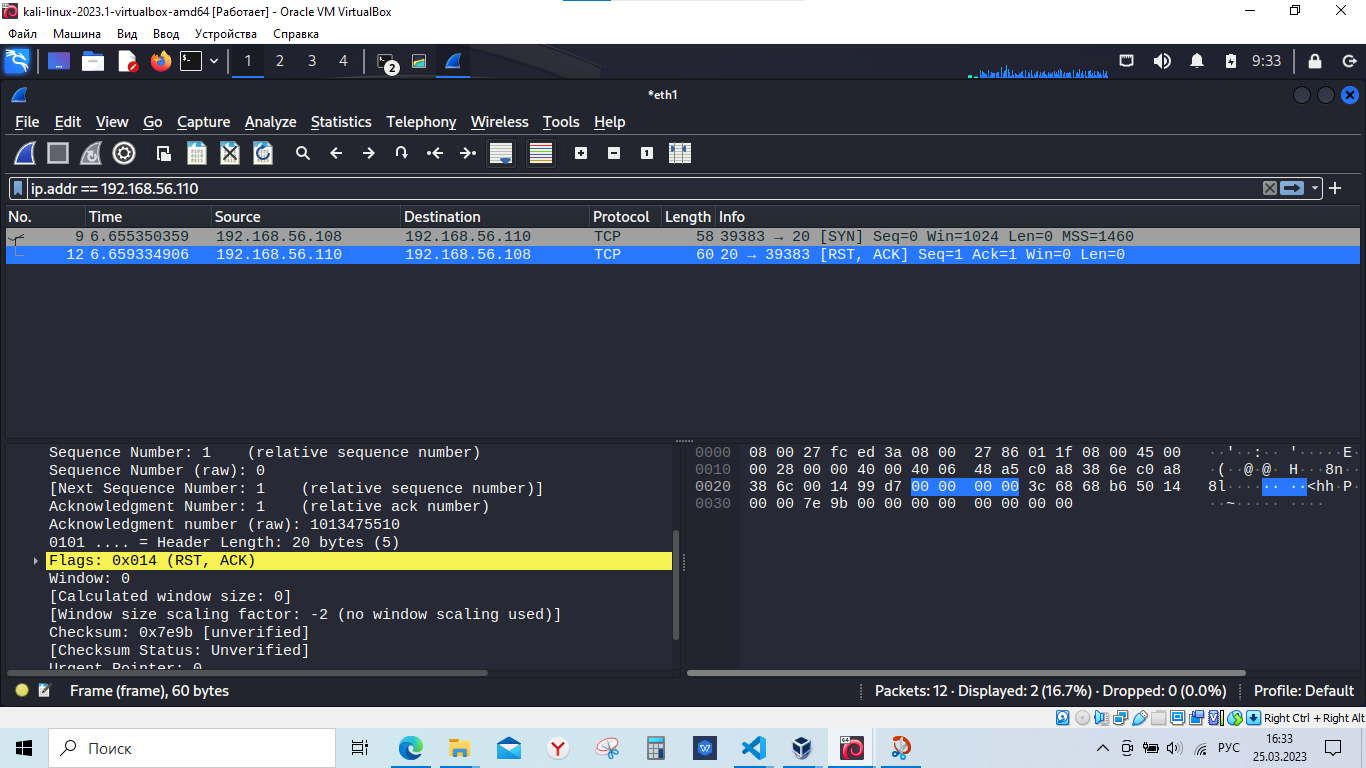 kali-linux-2023.1-virtualbox-amd64 [Работает] - Oracle VM VirtualBox
Файл Машина Вид Ввод Устройства Справка
1 2 3 4 2 9:33
*eth1
File Edit View Go Capture Analyze Statistics Telephony Wireless Tools Help
ip.addr == 192.168.56.110
No. Time Source Destination Protocol Length Info
9 6.655350359 192.168.56.108 192.168.56.110 TCP 58 39383 → 20 [SYN] Seq=0 Win=1024 Len=0 MSS=1460
12 6.659334906 192.168.56.110 192.168.56.108 TCP 60 20 → 39383 [RST, ACK] Seq=1 Ack=1 Win=0 Len=0
Sequence Number: 1 (relative sequence number)
Sequence Number (raw): 0
[Next Sequence Number: 1 (relative sequence number)]
Acknowledgment Number: 1 (relative ack number)
Acknowledgment number (raw): 1013475510
0101 .... = Header Length: 20 bytes (5)
Flags: 0x014 (RST, ACK)
Window: 0
[Calculated window size: 0]
[Window size scaling factor: -2 (no window scaling used)]
Checksum: 0x7e9b [unverified]
[Checksum Status: Unverified]
Urgent Pointer: 0
0000 08 00 27 fc ed 3a 08 00 27 86 01 1f 08 00 45 00 ··'··:·· '·····E·
0010 00 28 00 00 40 00 40 06 48 a5 c0 a8 38 6e c0 a8 ·(··@·@· H···8n··
0020 38 6c 00 14 99 d7 00 00 00 00 3c 68 68 b6 50 14 8l······ ··<hh·P·
0030 00 00 7e 9b 00 00 00 00 00 00 00 00 ··~····· ····
Frame (frame), 60 bytes
Packets: 12 · Displayed: 2 (16.7%) · Dropped: 0 (0.0%)
Profile: Default
Right Ctrl + Right Alt
Поиск
РУС
16:33
25.03.2023